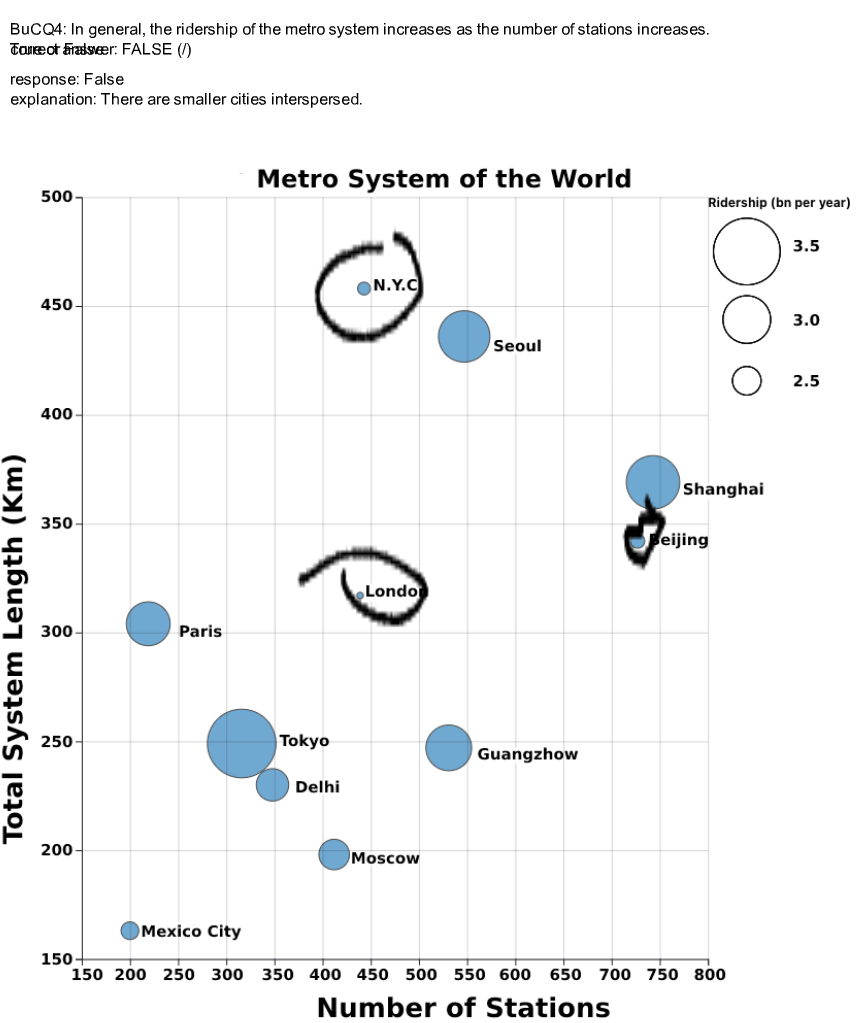 BuCQ4: In general, the ridership of the metro system increases as the number of stations increases.
True or False
correct answer: FALSE (/)
response: False
explanation: There are smaller cities interspersed.
Metro System of the World
Ridership (bn per year)
3.5
3.0
2.5
500
450
400
350
300
250
200
150
Total System Length (Km)
N.Y.C
Seoul
Shanghai
Beijing
London
Paris
Tokyo
Guangzhow
Delhi
Moscow
Mexico City
150 200 250 300 350 400 450 500 550 600 650 700 750 800
Number of Stations